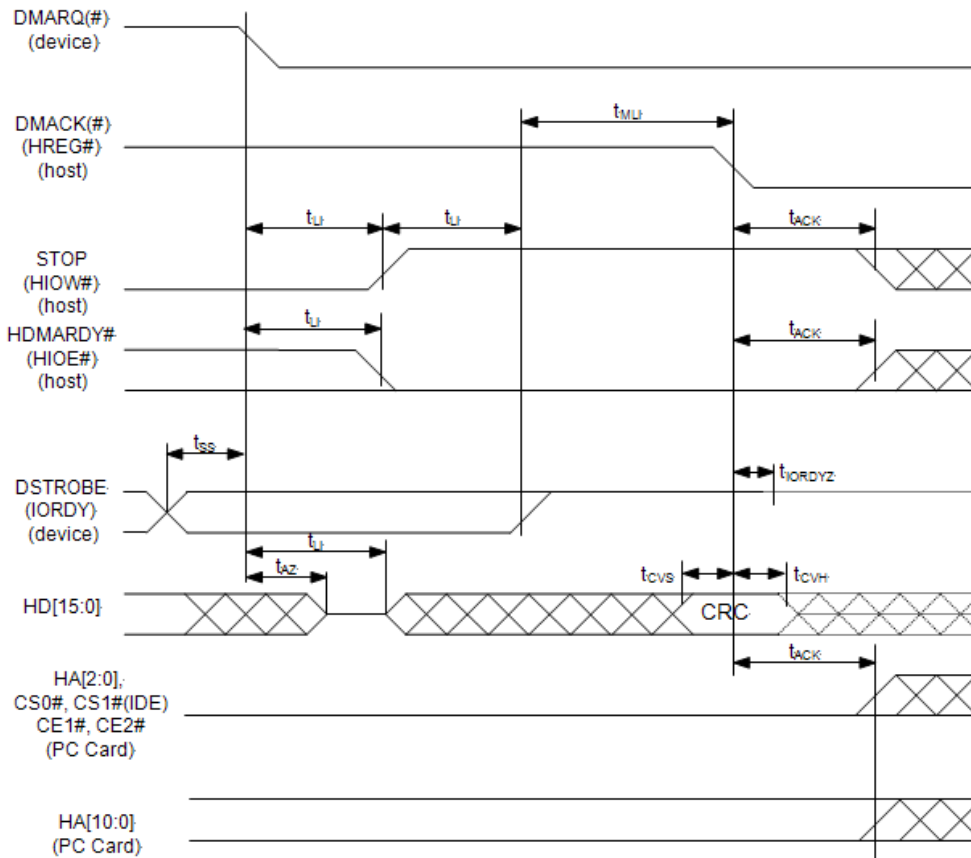 DMARQ(#)
(device)
tMLI
DMACK(#)
(HREG#)
(host)
tLI
tLI
tACK
STOP
(HIOW#)
(host)
tLI
tACK
HDMARDY#
(HIOE#)
(host)
tSS
tIORDYZ
DSTROBE
(IORDY)
(device)
tLI
tAZ
tCVS
tCVH
HD[15:0]
CRC
tACK
HA[2:0],
CS0#, CS1#(IDE)
CE1#, CE2#
(PC Card)
HA[10:0]
(PC Card)